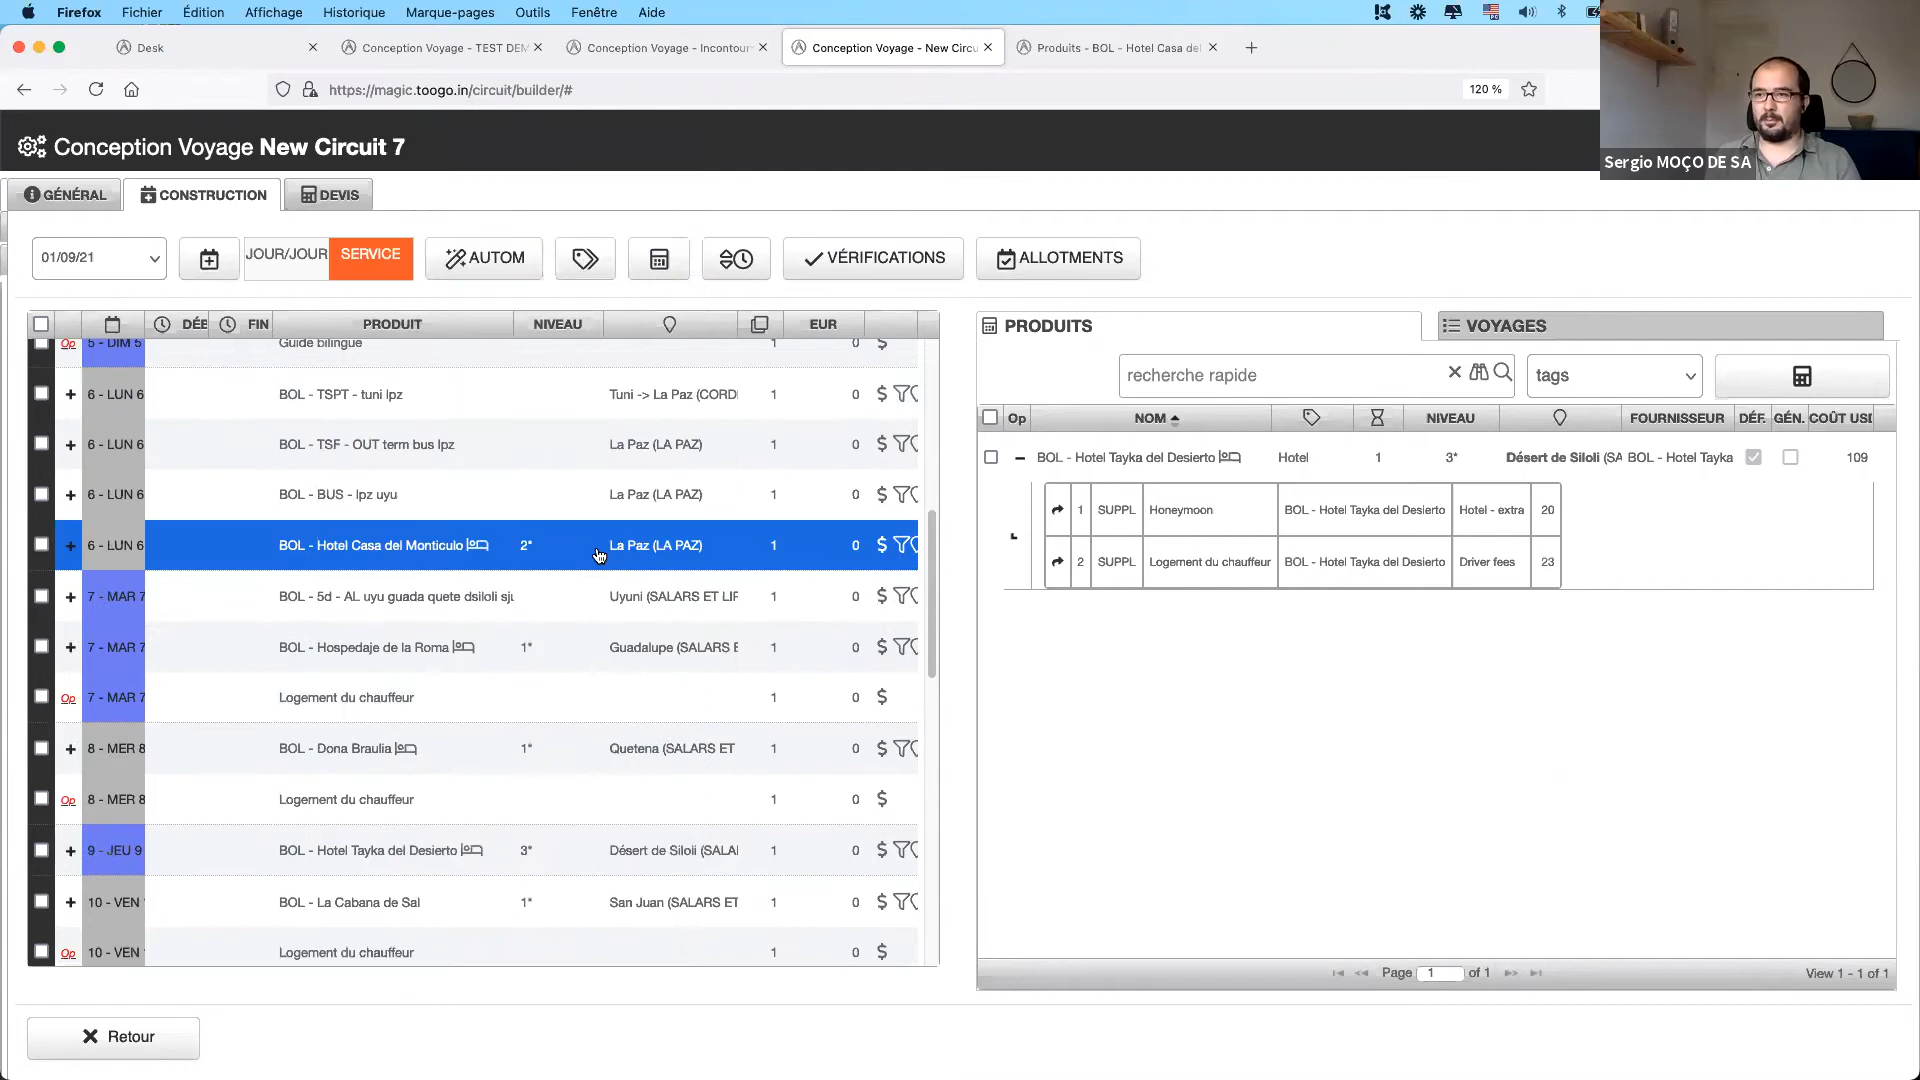 Firefox Fichier Édition Affichage Historique Marque-pages Outils Fenêtre Aide
Desk Conception Voyage - TEST DEM Conception Voyage - Incontour Conception Voyage - New Circu Produits - BOL - Hotel Casa del
https://magic.toogo.in/circuit/builder/# 120 %
Conception Voyage New Circuit 7
Sergio MOÇO DE SA
GÉNÉRAL CONSTRUCTION DEVIS
01/09/21 JOUR/JOUR SERVICE AUTOM VÉRIFICATIONS ALLOTMENTS
DÉB FIN PRODUIT NIVEAU EUR
Op 5 - DIM 5 Guide bilingue 1 0 $
+ 6 - LUN 6 BOL - TSPT - tuni lpz Tuni -> La Paz (CORDI 1 0 $
+ 6 - LUN 6 BOL - TSF - OUT term bus lpz La Paz (LA PAZ) 1 0 $
+ 6 - LUN 6 BOL - BUS - lpz uyu La Paz (LA PAZ) 1 0 $
+ 6 - LUN 6 BOL - Hotel Casa del Monticulo 2* La Paz (LA PAZ) 1 0 $
+ 7 - MAR 7 BOL - 5d - AL uyu guada quete dsiloli sju Uyuni (SALARS ET LIP 1 0 $
+ 7 - MAR 7 BOL - Hospedaje de la Roma 1* Guadalupe (SALARS E 1 0 $
Op 7 - MAR 7 Logement du chauffeur 1 0 $
+ 8 - MER 8 BOL - Dona Braulia 1* Quetena (SALARS ET 1 0 $
Op 8 - MER 8 Logement du chauffeur 1 0 $
+ 9 - JEU 9 BOL - Hotel Tayka del Desierto 3* Désert de Siloli (SALAI 1 0 $
+ 10 - VEN BOL - La Cabana de Sal 1* San Juan (SALARS ET 1 0 $
Op 10 - VEN Logement du chauffeur 1 0 $
PRODUITS VOYAGES
recherche rapide tags
Op NOM NIVEAU FOURNISSEUR DÉF. GÉN. COÛT USD
BOL - Hotel Tayka del Desierto Hotel 1 3* Désert de Siloli (SA BOL - Hotel Tayka 109
1 SUPPL Honeymoon BOL - Hotel Tayka del Desierto Hotel - extra 20
2 SUPPL Logement du chauffeur BOL - Hotel Tayka del Desierto Driver fees 23
Page 1 of 1 View 1 - 1 of 1
Retour